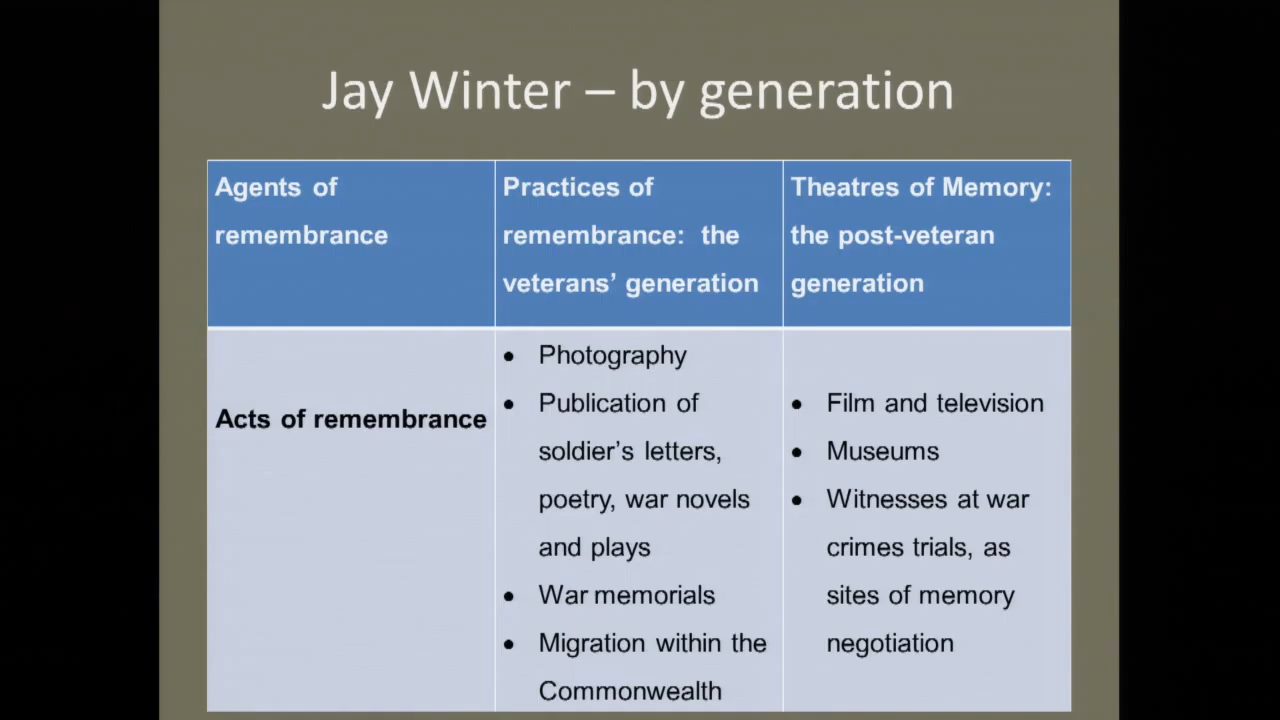 Jay Winter – by generation
Agents of
remembrance
Practices of
remembrance: the
veterans’ generation
Theatres of Memory:
the post-veteran
generation
Acts of remembrance
• Photography
• Publication of
soldier’s letters,
poetry, war novels
and plays
• War memorials
• Migration within the
Commonwealth
• Film and television
• Museums
• Witnesses at war
crimes trials, as
sites of memory
negotiation